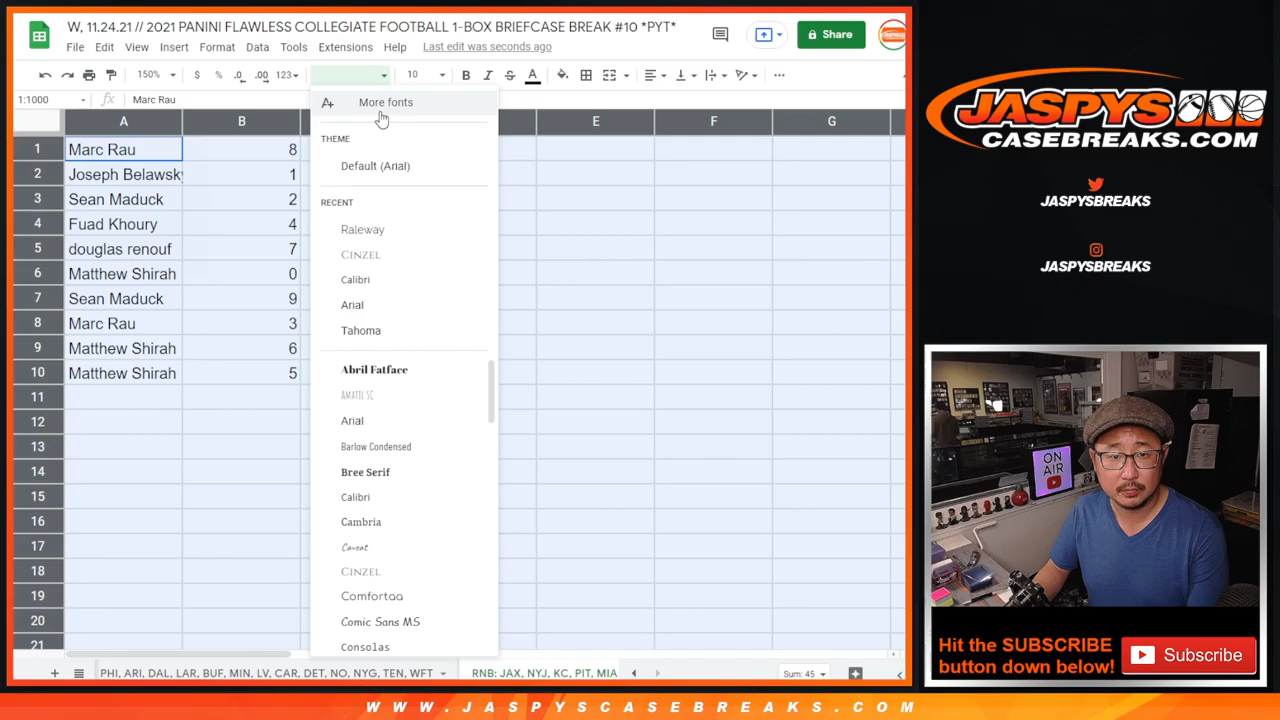 W, 11.24.21 // 2021 PANINI FLAWLESS COLLEGIATE FOOTBALL 1-BOX BRIEFCASE BREAK #10 *PYT*
File Edit View Insert Format Data Tools Extensions Help Last edit was seconds ago
Share
150% $ % .0 .00 123 10 B I S A
1:1000 fx Marc Rau
A B E F G
1 Marc Rau 8
2 Joseph Belawsky 1
3 Sean Maduck 2
4 Fuad Khoury 4
5 douglas renouf 7
6 Matthew Shirah 0
7 Sean Maduck 9
8 Marc Rau 3
9 Matthew Shirah 6
10 Matthew Shirah 5
11
12
13
14
15
16
17
18
19
20
21
More fonts
THEME
Default (Arial)
RECENT
Raleway
CINZEL
Calibri
Arial
Tahoma
Abril Fatface
AMATIC SC
Arial
Barlow Condensed
Bree Serif
Calibri
Cambria
Caveat
CINZEL
Comfortaa
Comic Sans MS
Consolas
PHI, ARI, DAL, LAR, BUF, MIN, LV, CAR, DET, NO, NYG, TEN, WFT RNB: JAX, NYJ, KC, PIT, MIA Sum: 45
JASPYS
CASEBREAKS.COM
JASPYSBREAKS
JASPYSBREAKS
ON
AIR
Hit the SUBSCRIBE
button down below!
Subscribe
WWW.JASPYSCASEBREAKS.COM